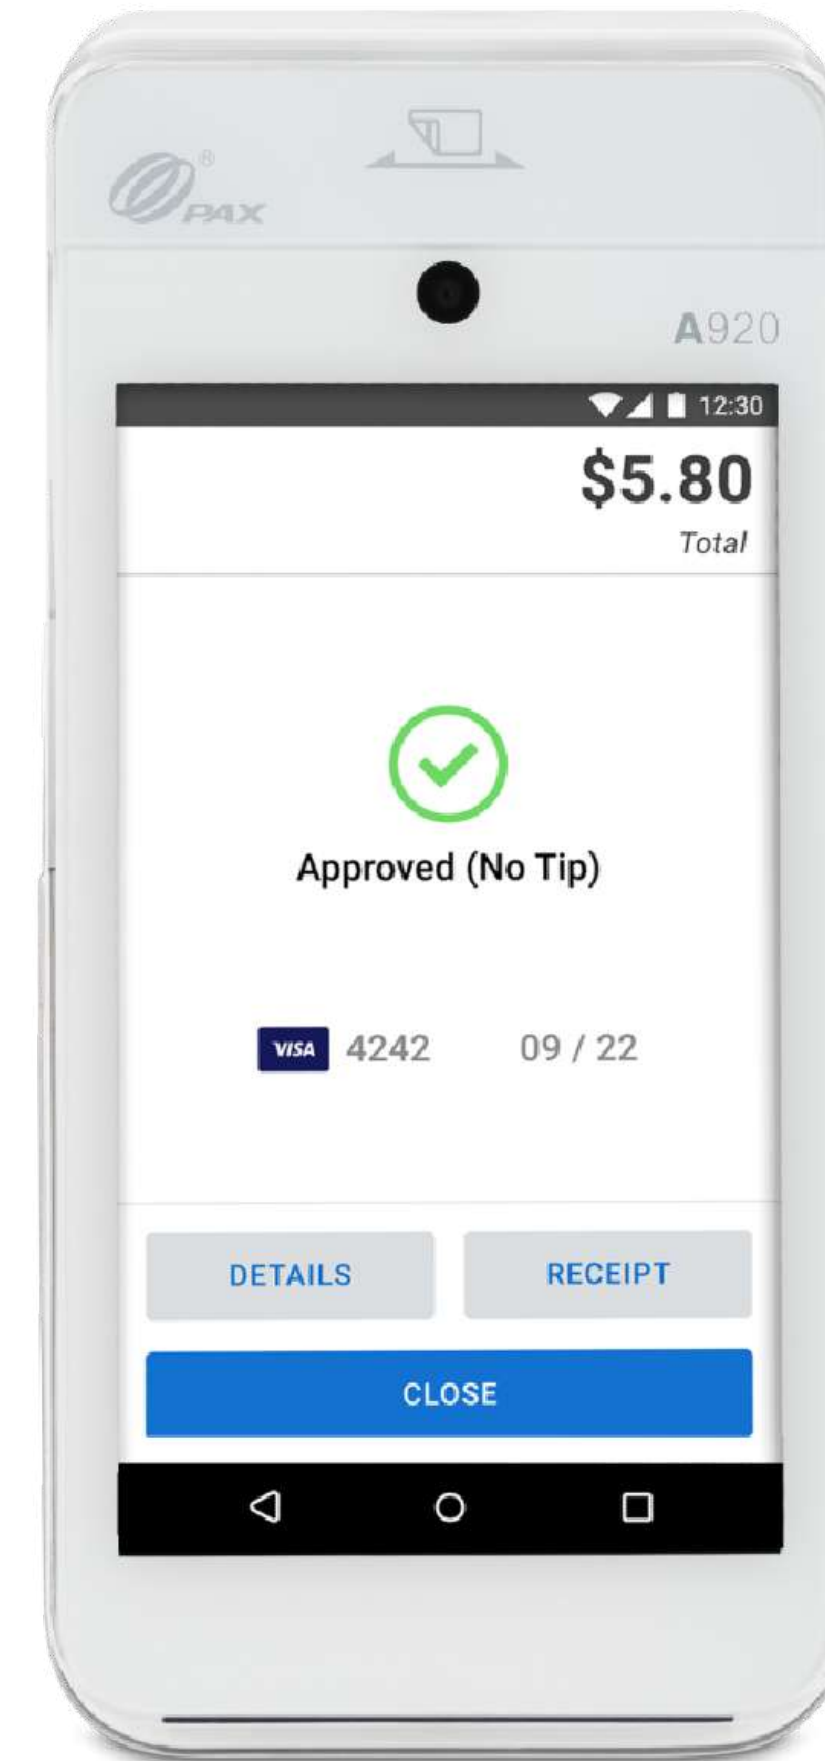 ®
PAX
A920
12:30
$5.80
Total
Approved (No Tip)
VISA 4242 09 / 22
DETAILS RECEIPT
CLOSE